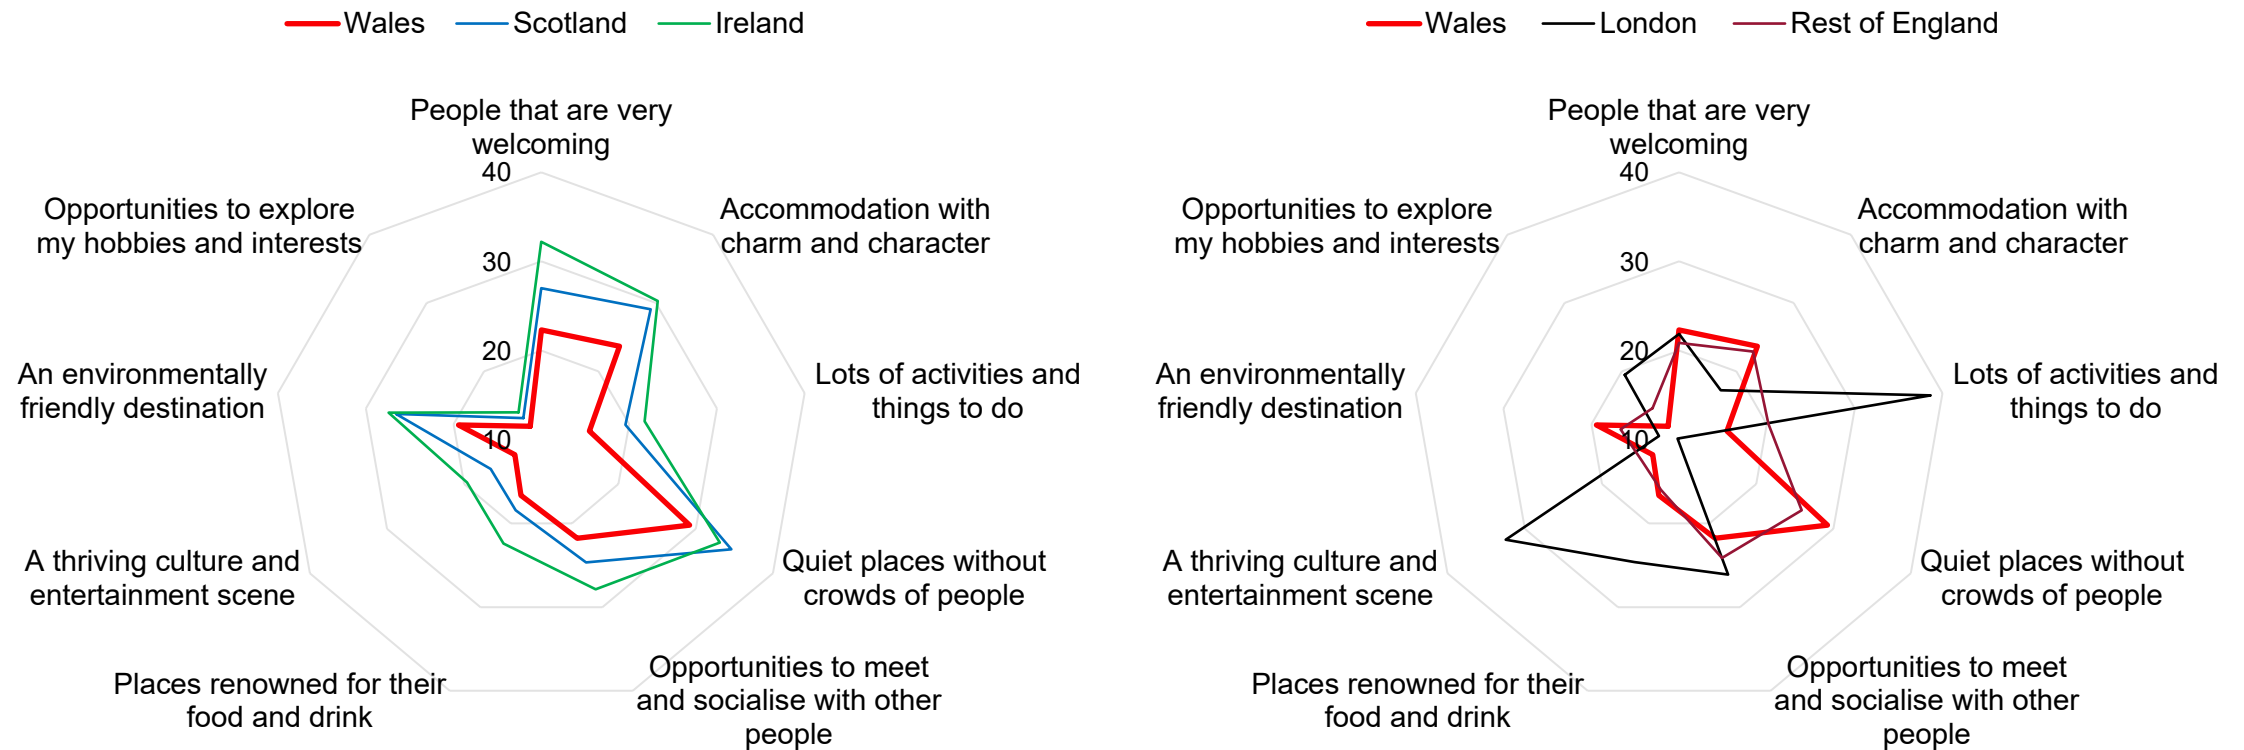 Wales
Scotland
Ireland
People that are very
welcoming
40
30
20
10
Accommodation with
charm and character
Lots of activities and
things to do
Quiet places without
crowds of people
Opportunities to meet
and socialise with other
people
Places renowned for their
food and drink
A thriving culture and
entertainment scene
An environmentally
friendly destination
Opportunities to explore
my hobbies and interests
Wales
London
Rest of England
People that are very
welcoming
40
30
20
10
Accommodation with
charm and character
Lots of activities and
things to do
Quiet places without
crowds of people
Opportunities to meet
and socialise with other
people
Places renowned for their
food and drink
A thriving culture and
entertainment scene
An environmentally
friendly destination
Opportunities to explore
my hobbies and interests